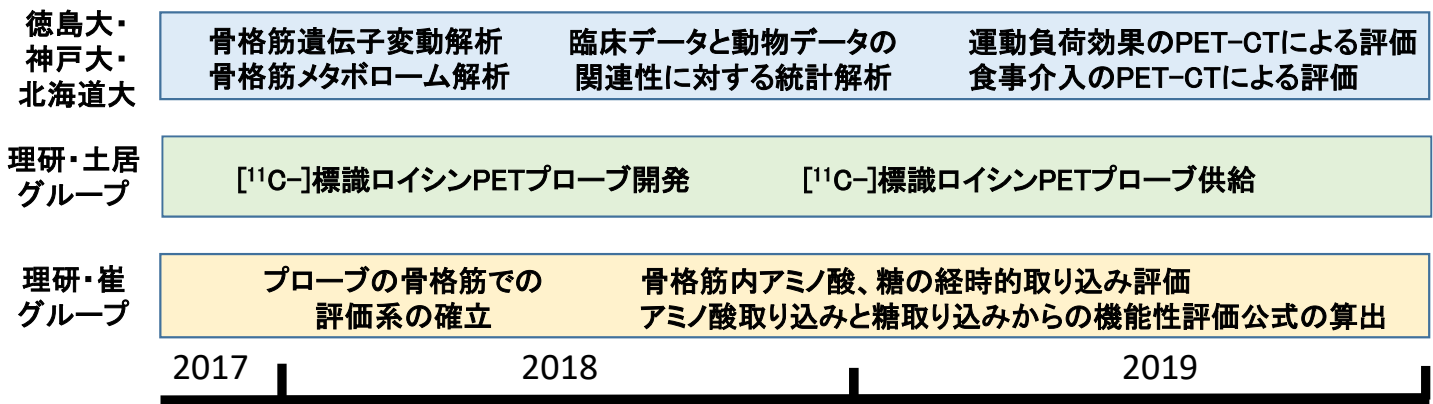 徳島大・
神戸大・
北海道大
骨格筋遺伝子変動解析
骨格筋メタボローム解析
臨床データと動物データの
関連性に対する統計解析
運動負荷効果のPET-CTによる評価
食事介入のPET-CTによる評価
理研・土居
グループ
[¹¹C-]標識ロイシンPETプローブ開発
[¹¹C-]標識ロイシンPETプローブ供給
理研・崔
グループ
プローブの骨格筋での
評価系の確立
骨格筋内アミノ酸、糖の経時的取り込み評価
アミノ酸取り込みと糖取り込みからの機能性評価公式の算出
2017
2018
2019